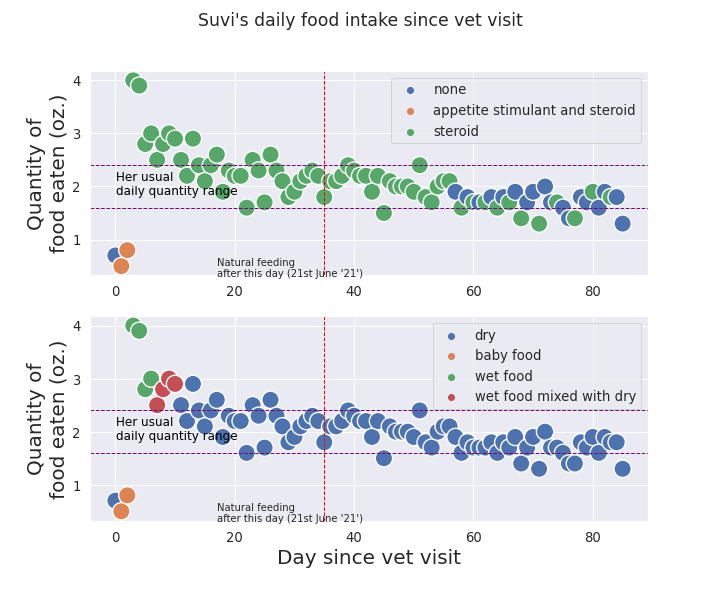 Suvi's daily food intake since vet visit
Quantity of
food eaten (oz.)
4
3
2
1
none
appetite stimulant and steroid
steroid
Her usual
daily quantity range
Natural feeding
after this day (21st June '21')
0
20
40
60
80
Quantity of
food eaten (oz.)
4
3
2
1
dry
baby food
wet food
wet food mixed with dry
Her usual
daily quantity range
Natural feeding
after this day (21st June '21')
0
20
40
60
80
Day since vet visit